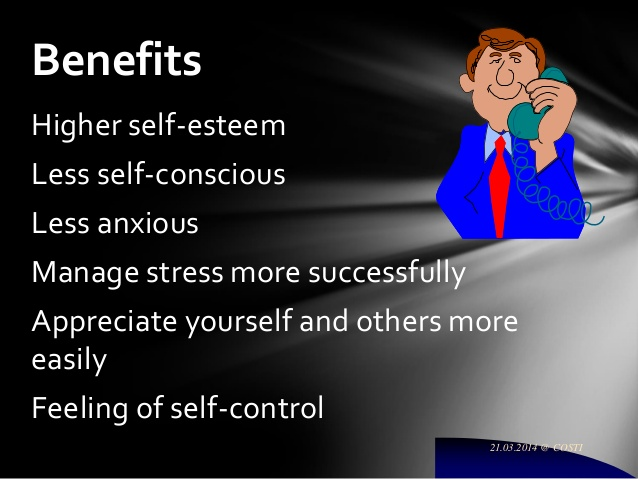 Benefits
Higher self-esteem
Less self-conscious
Less anxious
Manage stress more successfully
Appreciate yourself and others more
easily
Feeling of self-control
21.03.2014 @ COSTI